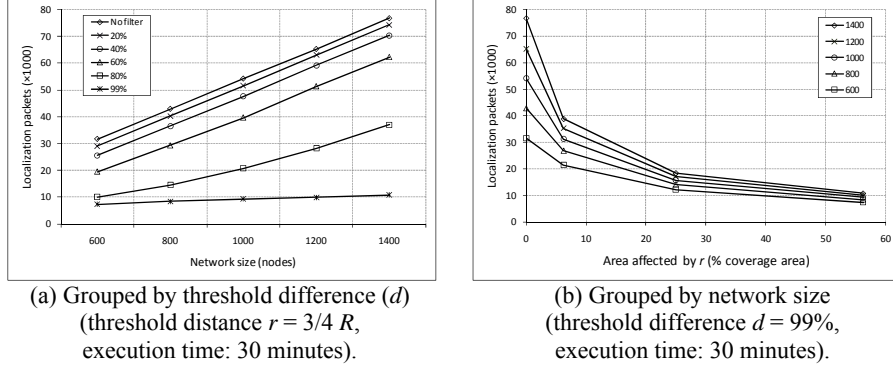 80
70
60
50
40
30
20
10
0
Localization packets (×1000)
No filter
20%
40%
60%
80%
99%
600 800 1000 1200 1400
Network size (nodes)
80
70
60
50
40
30
20
10
0
Localization packets (×1000)
1400
1200
1000
800
600
0 10 20 30 40 50 60
Area affected by r (% coverage area)
(a) Grouped by threshold difference (d)
(threshold distance r = 3/4 R,
execution time: 30 minutes).
(b) Grouped by network size
(threshold difference d = 99%,
execution time: 30 minutes).